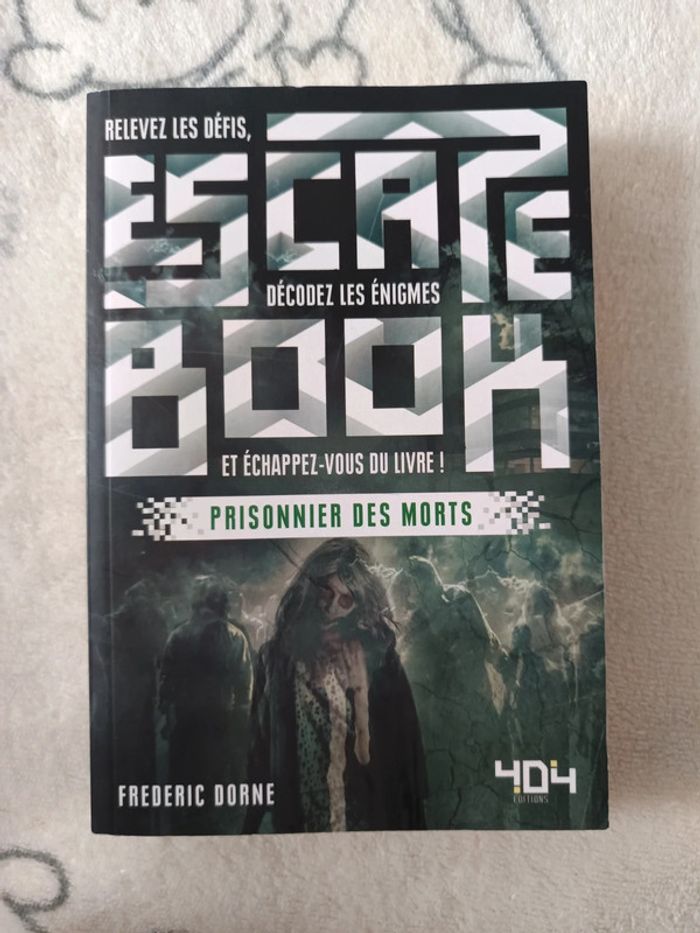 RELEVEZ LES DÉFIS,
ESCAPE
DÉCODEZ LES ÉNIGMES
BOOK
ET ÉCHAPPEZ-VOUS DU LIVRE !
PRISONNIER DES MORTS
FREDERIC DORNE
404
ÉDITIONS